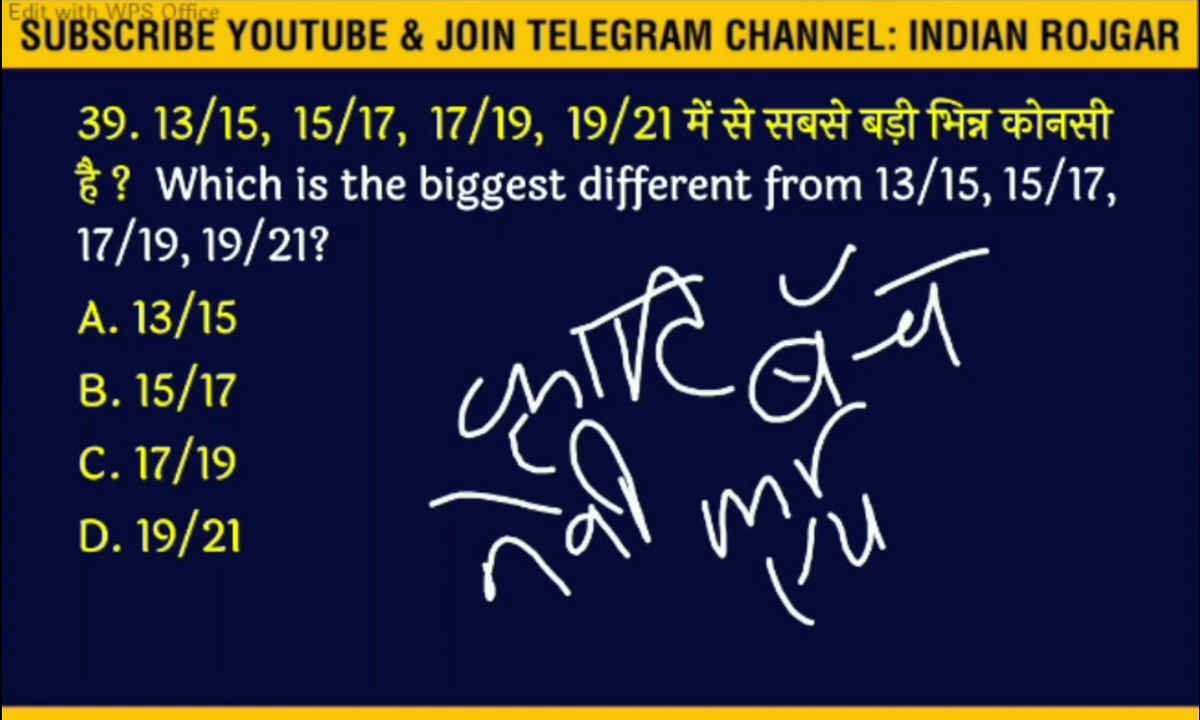 Edit with WPS Office
SUBSCRIBE YOUTUBE & JOIN TELEGRAM CHANNEL: INDIAN ROJGAR
39. 13/15, 15/17, 17/19, 19/21 में से सबसे बड़ी भिन्न कोनसी
है ? Which is the biggest different from 13/15, 15/17,
17/19, 19/21?
A. 13/15
B. 15/17
C. 17/19
D. 19/21